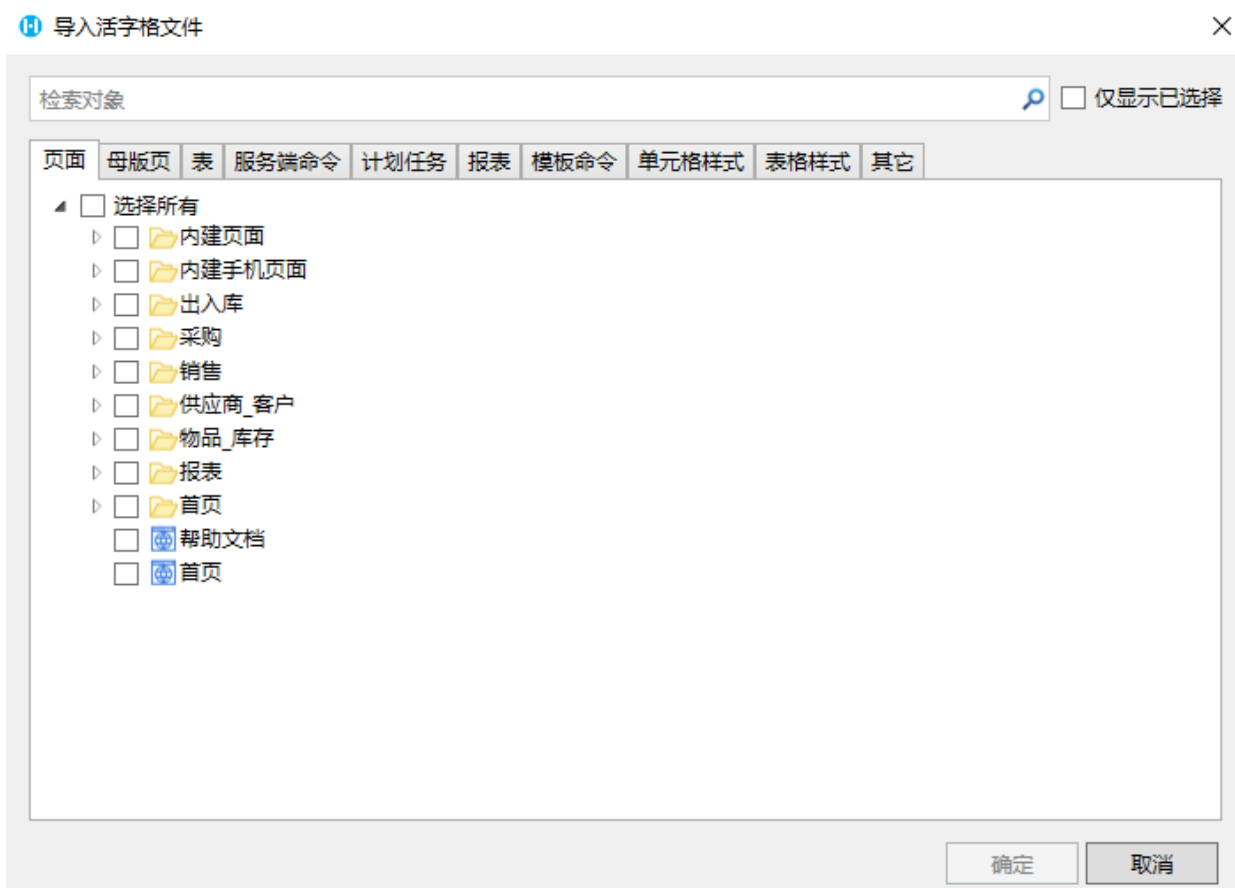 导入活字格文件
检索对象 仅显示已选择
页面 母版页 表 服务端命令 计划任务 报表 模板命令 单元格样式 表格样式 其它
选择所有
内建页面
内建手机页面
出入库
采购
销售
供应商_客户
物品_库存
报表
首页
帮助文档
首页
确定 取消